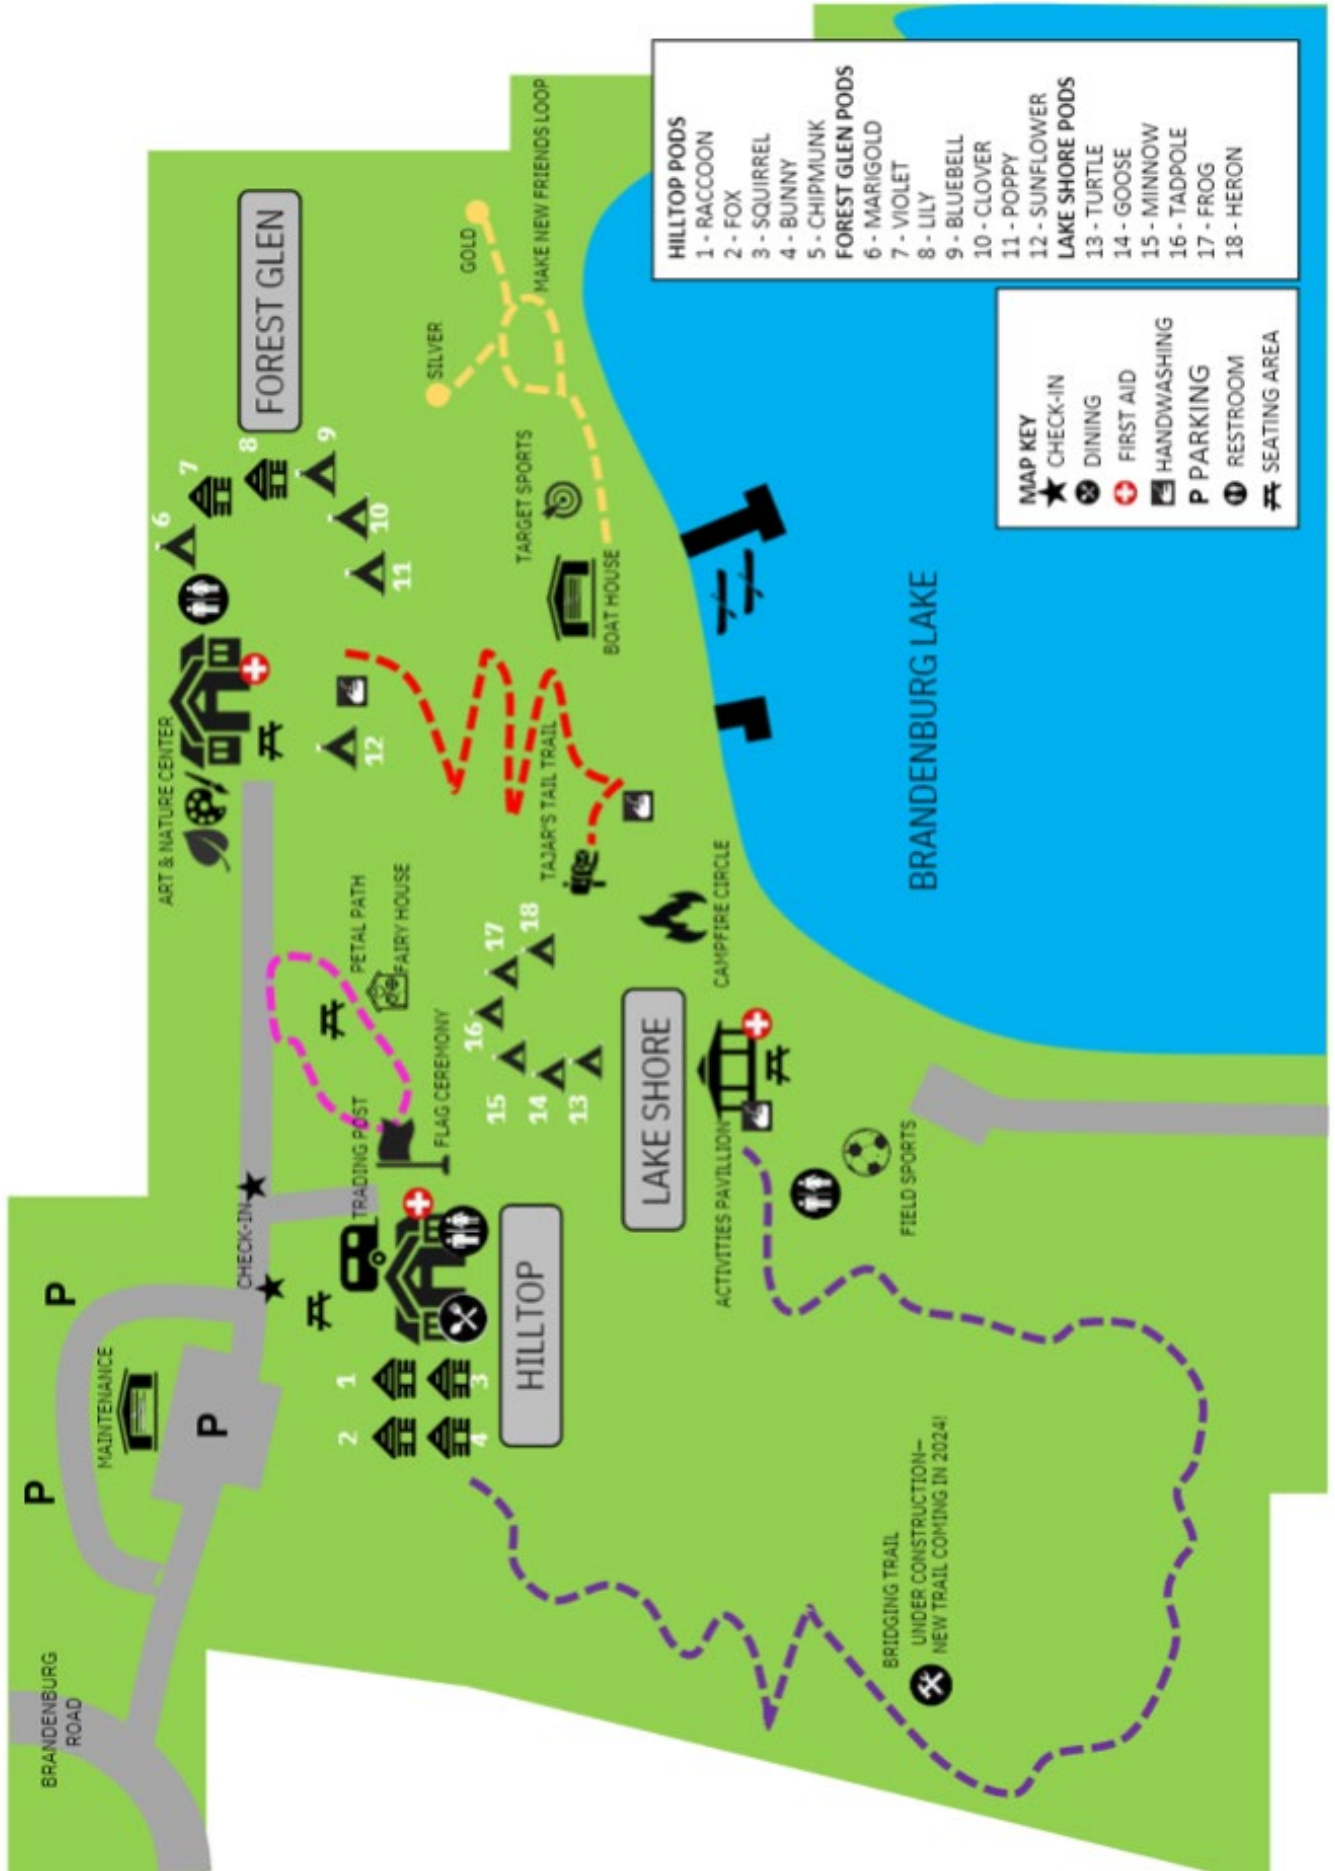 BRANDENBURG
ROAD
P
P
P
MAINTENANCE
CHECK-IN
ART & NATURE CENTER
FOREST GLEN
6
7
8
9
10
11
12
PETAL PATH
FAIRY HOUSE
TRADING POST
FLAG CEREMONY
1
2
3
4
HILLTOP
SILVER
GOLD
MAKE NEW FRIENDS LOOP
TARGET SPORTS
BOAT HOUSE
TAJAR'S TAIL TRAIL
16
17
18
15
14
13
LAKE SHORE
CAMPFIRE CIRCLE
ACTIVITIES PAVILLION
FIELD SPORTS
BRIDGING TRAIL
UNDER CONSTRUCTION—
NEW TRAIL COMING IN 2024!
BRANDENBURG LAKE
MAP KEY
CHECK-IN
DINING
FIRST AID
HANDWASHING
P PARKING
RESTROOM
SEATING AREA
HILLTOP PODS
1 - RACCOON
2 - FOX
3 - SQUIRREL
4 - BUNNY
5 - CHIPMUNK
FOREST GLEN PODS
6 - MARIGOLD
7 - VIOLET
8 - LILY
9 - BLUEBELL
10 - CLOVER
11 - POPPY
12 - SUNFLOWER
LAKE SHORE PODS
13 - TURTLE
14 - GOOSE
15 - MINNOW
16 - TADPOLE
17 - FROG
18 - HERON